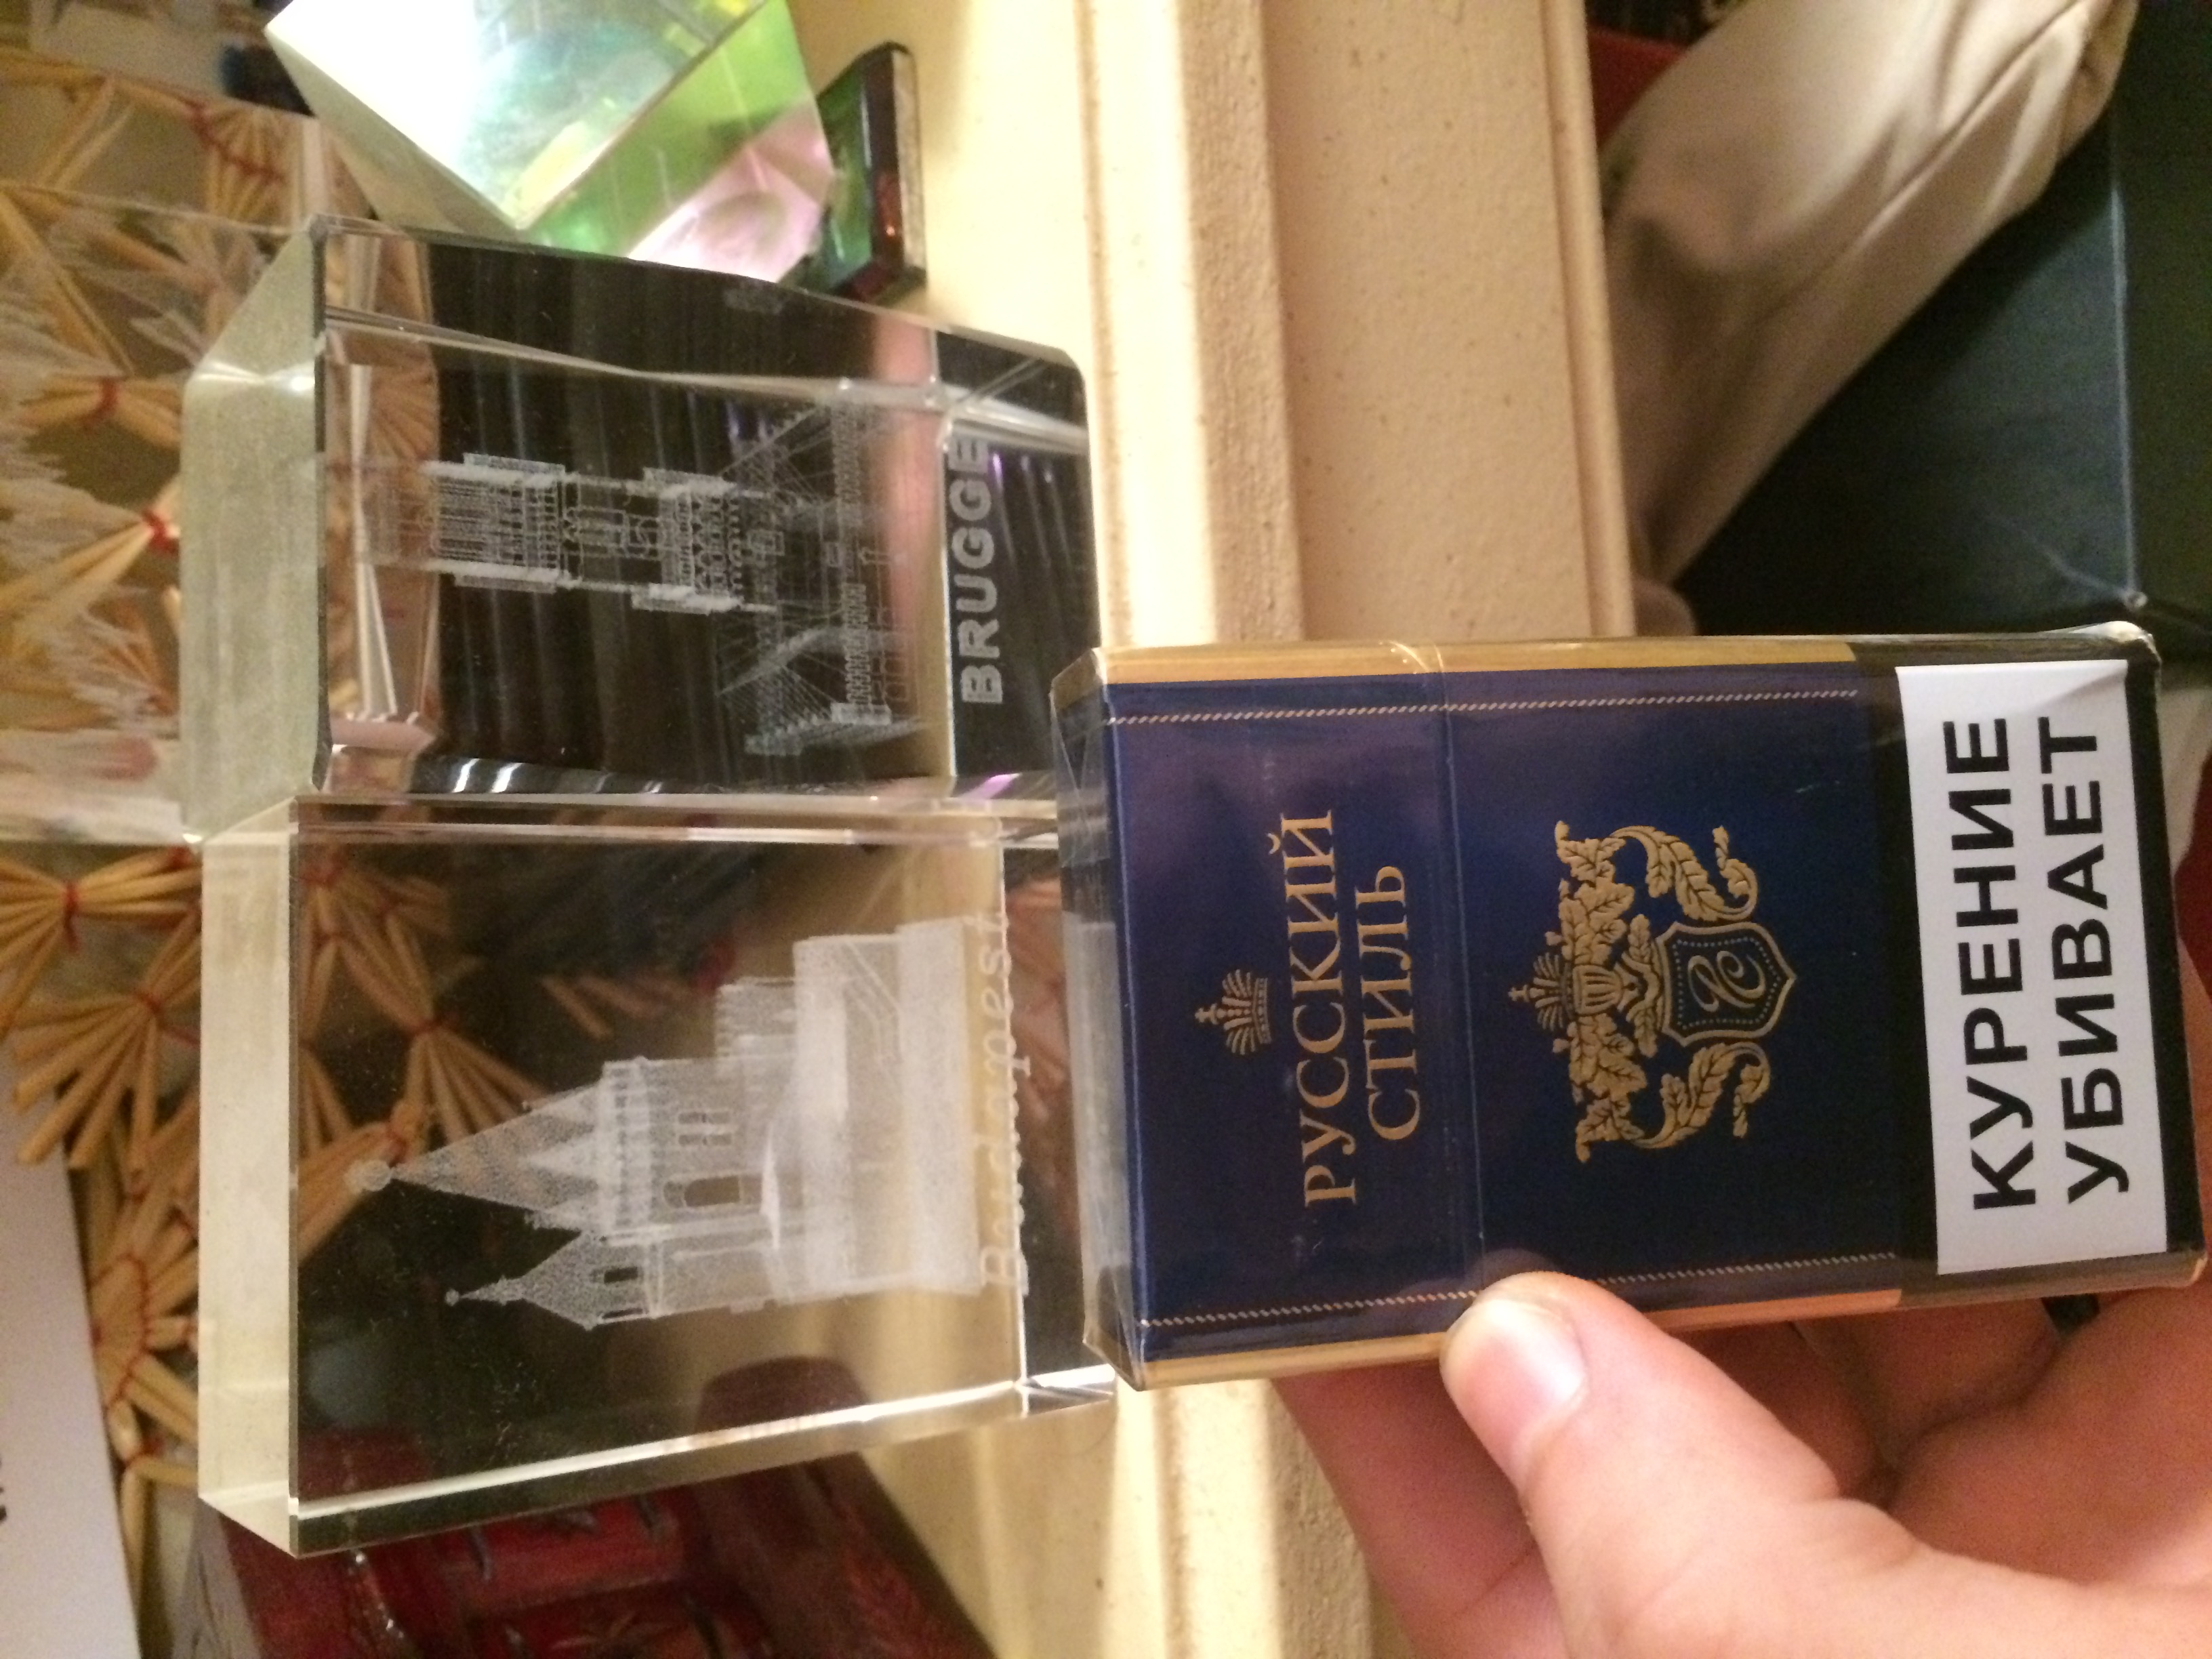 BRUGGE
Budapest
РУССКИЙ
СТИЛЬ
КУРЕНИЕ
УБИВАЕТ